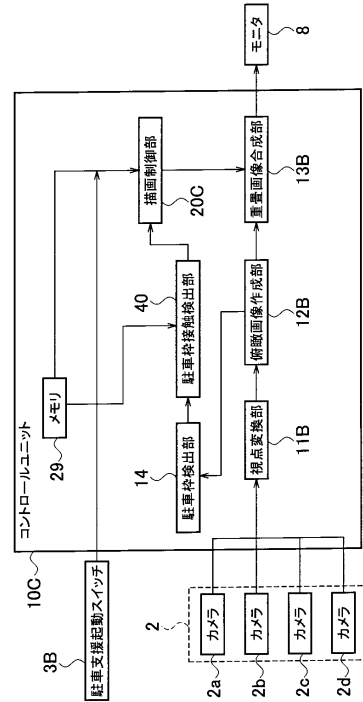 10C
コントロールユニット
3B
駐車支援起動スイッチ
メモリ
29
描画制御部
20C
駐車枠接触検出部
40
駐車枠検出部
14
モニタ
8
重畳画像合成部
13B
俯瞰画像作成部
12B
視点変換部
11B
2
カメラ
2a
カメラ
2b
カメラ
2c
カメラ
2d